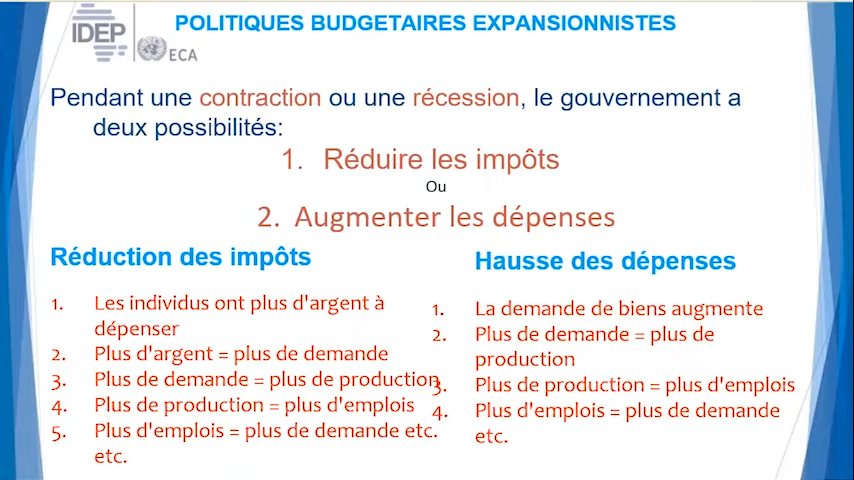 POLITIQUES BUDGETAIRES EXPANSIONNISTES
IDEP
ECA
Pendant une contraction ou une récession, le gouvernement a
deux possibilités:
1. Réduire les impôts
Ou
2. Augmenter les dépenses
Réduction des impôts
1. Les individus ont plus d'argent à
dépenser
2. Plus d'argent = plus de demande
3. Plus de demande = plus de production
4. Plus de production = plus d'emplois
5. Plus d'emplois = plus de demande etc.
etc.
Hausse des dépenses
1. La demande de biens augmente
2. Plus de demande = plus de
production
3. Plus de production = plus d'emplois
4. Plus d'emplois = plus de demande
etc.